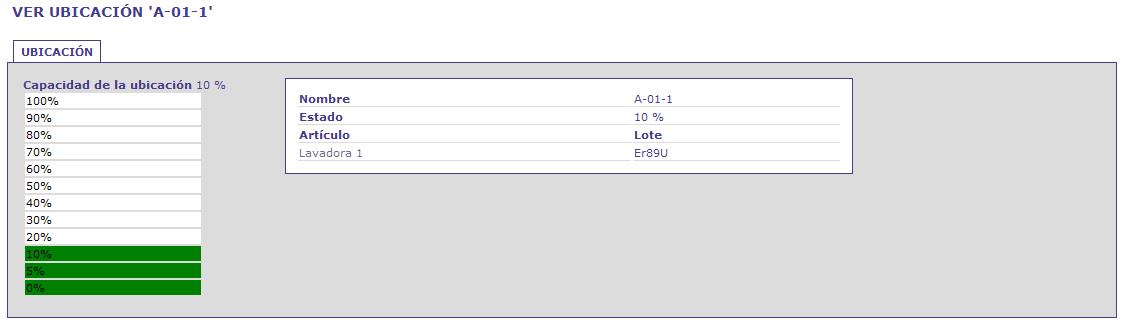 VER UBICACIÓN 'A-01-1'
UBICACIÓN
Capacidad de la ubicación 10 %
100%
90%
80%
70%
60%
50%
40%
30%
20%
10%
5%
0%
Nombre A-01-1
Estado 10 %
Artículo Lote
Lavadora 1 Er89U